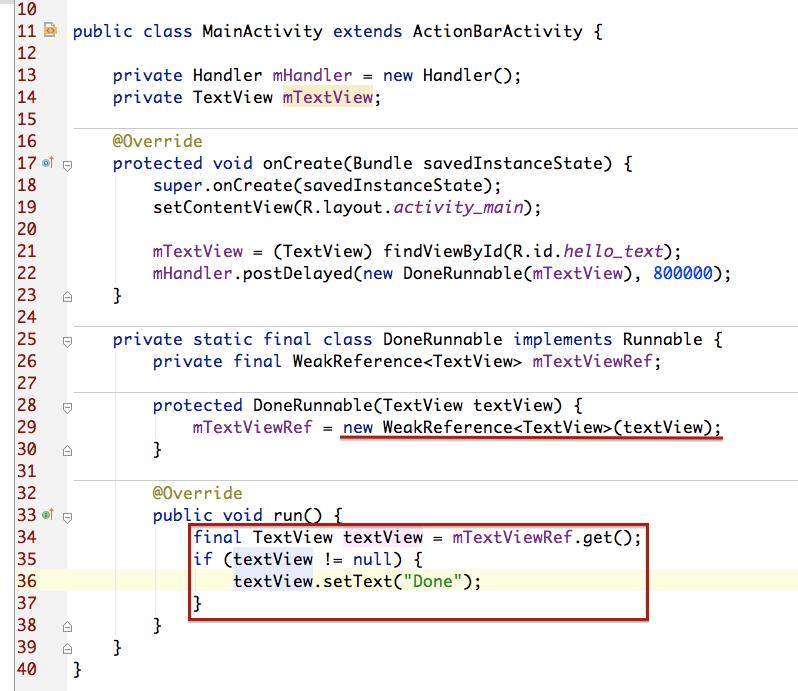 10
11 public class MainActivity extends ActionBarActivity {
12
13     private Handler mHandler = new Handler();
14     private TextView mTextView;
15
16     @Override
17     protected void onCreate(Bundle savedInstanceState) {
18         super.onCreate(savedInstanceState);
19         setContentView(R.layout.activity_main);
20
21         mTextView = (TextView) findViewById(R.id.hello_text);
22         mHandler.postDelayed(new DoneRunnable(mTextView), 800000);
23     }
24
25     private static final class DoneRunnable implements Runnable {
26         private final WeakReference<TextView> mTextViewRef;
27
28         protected DoneRunnable(TextView textView) {
29             mTextViewRef = new WeakReference<TextView>(textView);
30         }
31
32         @Override
33         public void run() {
34             final TextView textView = mTextViewRef.get();
35             if (textView != null) {
36                 textView.setText("Done");
37             }
38         }
39     }
40 }